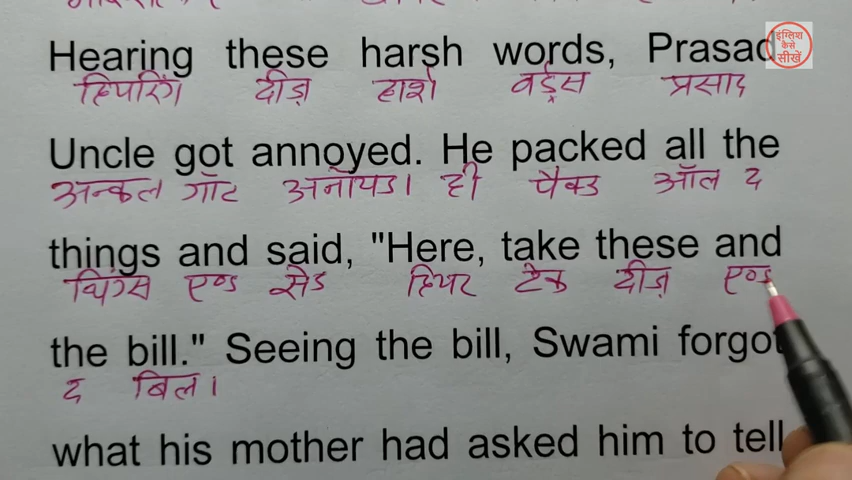 इंग्लिश
कैसे
सीखें
Hearing these harsh words, Prasad
हियरिंग दीज़ हार्श वर्ड्स प्रसाद
Uncle got annoyed. He packed all the
अन्कल गॉट अनॉयड। ही पैक्ड ऑल द
things and said, "Here, take these and
थिंग्स एण्ड सेड हियर टेक दीज़ एण्ड
the bill." Seeing the bill, Swami forgot
द बिल।
what his mother had asked him to tell